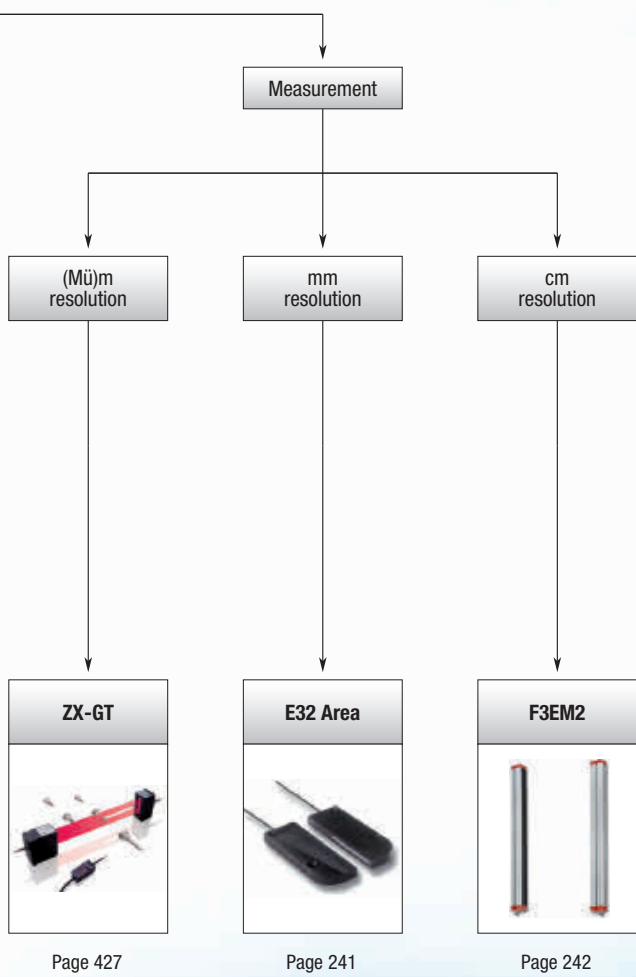 Measurement
(Mü)m
resolution
mm
resolution
cm
resolution
ZX-GT
E32 Area
F3EM2
Page 427
Page 241
Page 242